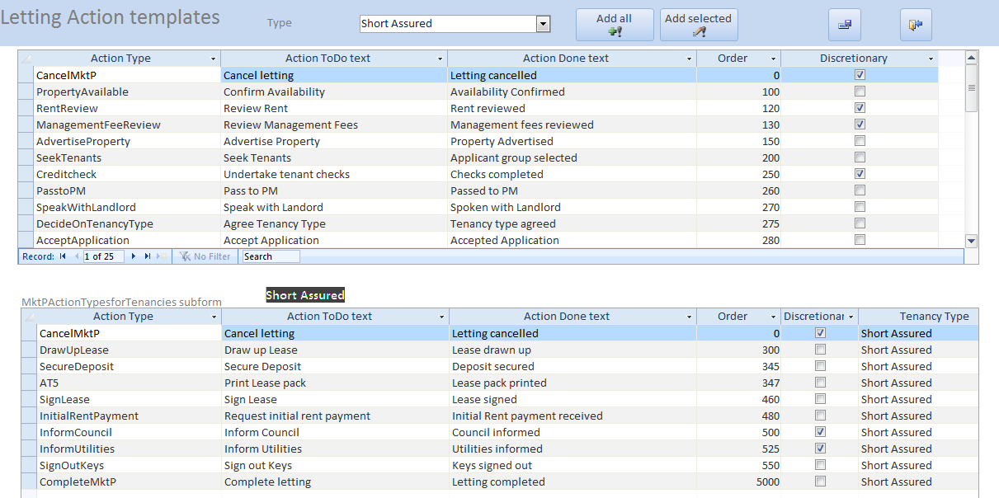 Letting Action templates Type Short Assured Add all Add selected
Action Type Action ToDo text Action Done text Order Discretionary
CancelMktP Cancel letting Letting cancelled 0
PropertyAvailable Confirm Availability Availability Confirmed 100
RentReview Review Rent Rent reviewed 120
ManagementFeeReview Review Management Fees Management fees reviewed 130
AdvertiseProperty Advertise Property Property Advertised 150
SeekTenants Seek Tenants Applicant group selected 200
Creditcheck Undertake tenant checks Checks completed 250
PasstoPM Pass to PM Passed to PM 260
SpeakWithLandlord Speak with Landord Spoken with Landlord 270
DecideOnTenancyType Agree Tenancy Type Tenancy type agreed 275
AcceptApplication Accept Application Accepted Application 280
Record: 1 of 25 No Filter Search
Short Assured
MktPActionTypesforTenancies subform
Action Type Action ToDo text Action Done text Order Discretionar Tenancy Type
CancelMktP Cancel letting Letting cancelled 0 Short Assured
DrawUpLease Draw up Lease Lease drawn up 300 Short Assured
SecureDeposit Secure Deposit Deposit secured 345 Short Assured
AT5 Print Lease pack Lease pack printed 347 Short Assured
SignLease Sign Lease Lease signed 460 Short Assured
InitialRentPayment Request initial rent payment Initial Rent payment received 480 Short Assured
InformCouncil Inform Council Council informed 500 Short Assured
InformUtilities Inform Utilities Utilities informed 525 Short Assured
SignOutKeys Sign out Keys Keys signed out 550 Short Assured
CompleteMktP Complete letting Letting completed 5000 Short Assured